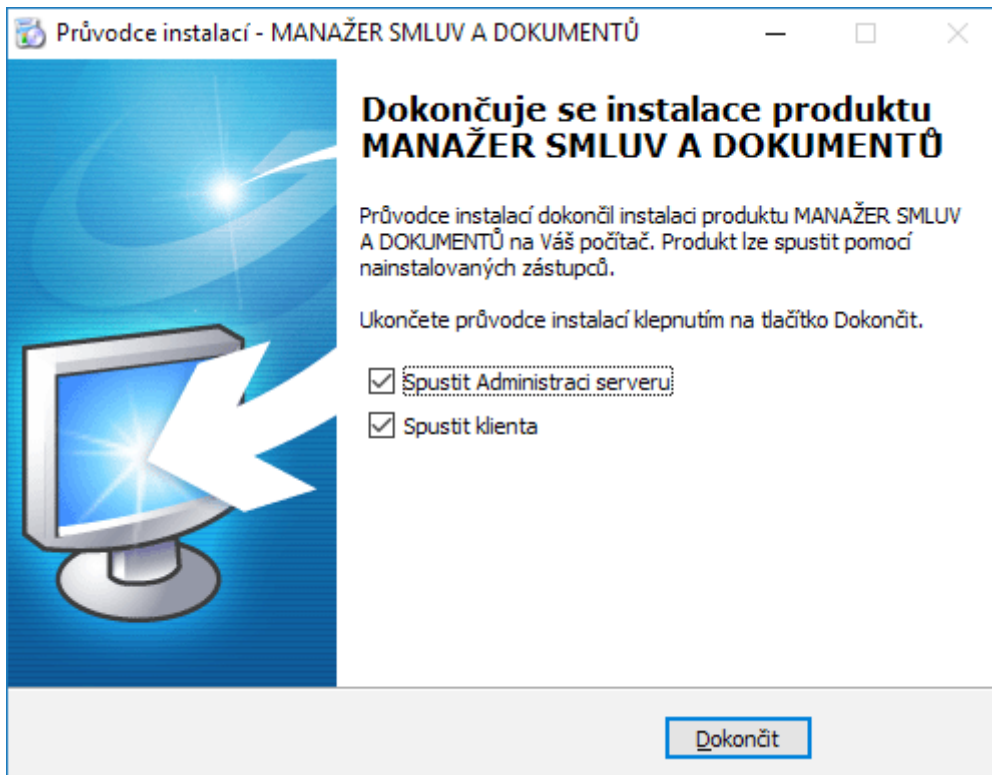 Průvodce instalací - MANAŽER SMLUV A DOKUMENTŮ
Dokončuje se instalace produktu
MANAŽER SMLUV A DOKUMENTŮ
Průvodce instalací dokončil instalaci produktu MANAŽER SMLUV
A DOKUMENTŮ na Váš počítač. Produkt lze spustit pomocí
nainstalovaných zástupců.
Ukončete průvodce instalací klepnutím na tlačítko Dokončit.
Spustit Administraci serveru
Spustit klienta
Dokončit